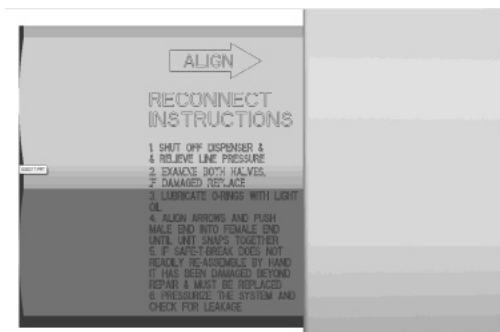 ALIGN
RECONNECT
INSTRUCTIONS
1. SHUT OFF DISPENSER &
& RELIEVE LINE PRESSURE
2. EXAMINE BOTH HALVES,
IF DAMAGED REPLACE
3. LUBRICATE O-RINGS WITH LIGHT
OIL
4. ALIGN ARROWS AND PUSH
MALE END INTO FEMALE END
UNTIL UNIT SNAPS TOGETHER
5. IF SAFE-T-BREAK DOES NOT
READILY RE-ASSEMBLE BY HAND
IT HAS BEEN DAMAGED BEYOND
REPAIR & MUST BE REPLACED
6. PRESSURIZE THE SYSTEM AND
CHECK FOR LEAKAGE